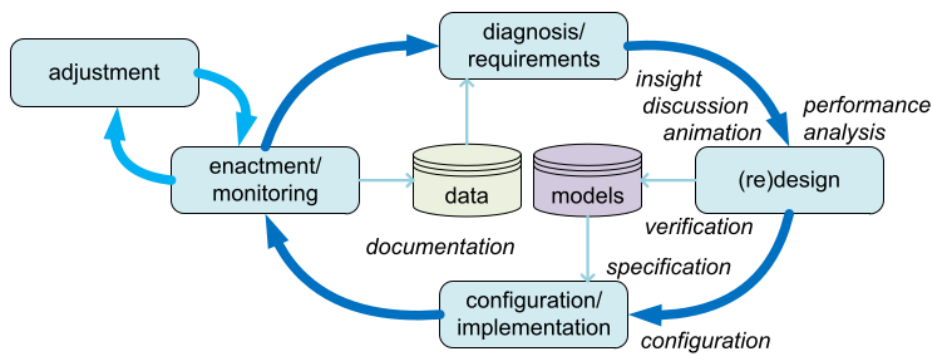 diagnosis/
requirements
adjustment
insight
discussion
animation
performance
analysis
enactment/
monitoring
data
models
(re)design
verification
documentation
specification
configuration/
implementation
configuration